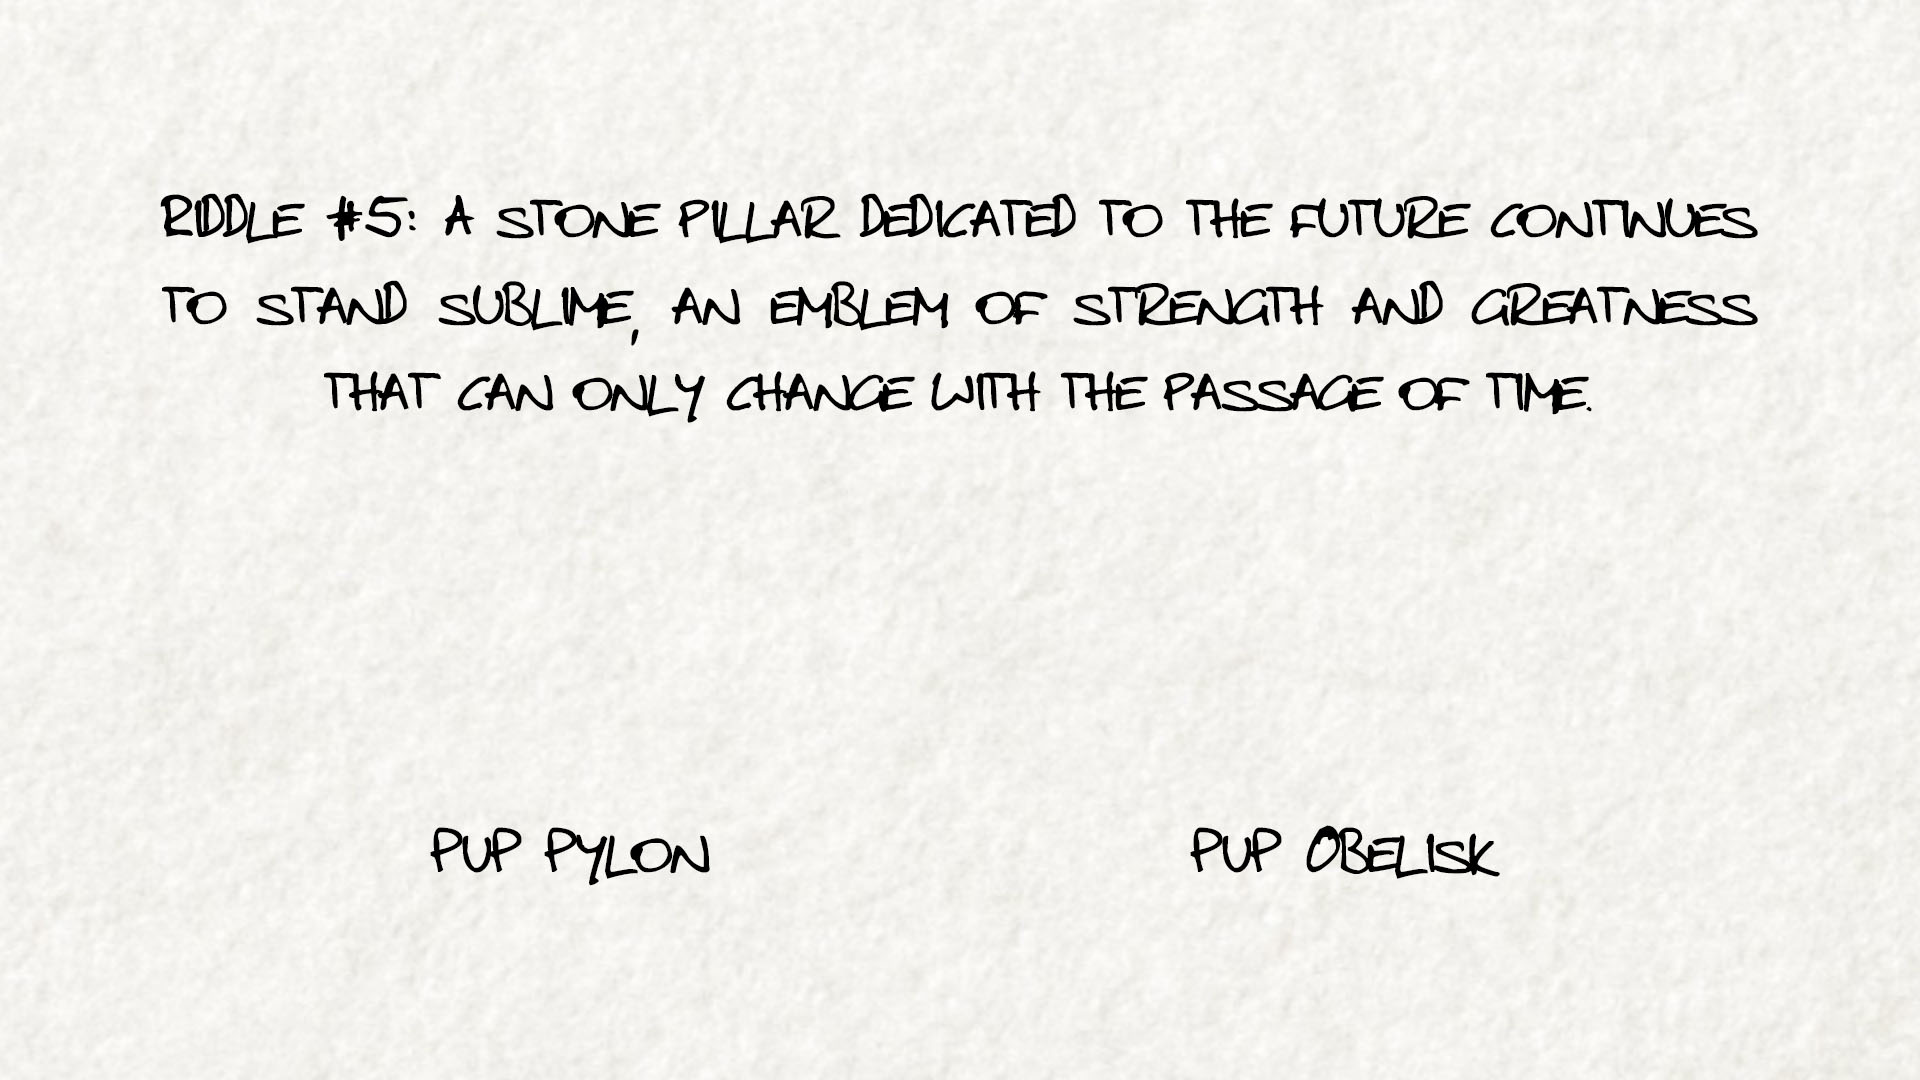 RIDDLE #5: A STONE PILLAR DEDICATED TO THE FUTURE CONTINUES
TO STAND SUBLIME, AN EMBLEM OF STRENGTH AND GREATNESS
THAT CAN ONLY CHANGE WITH THE PASSAGE OF TIME.
PUP PYLON
PUP OBELISK